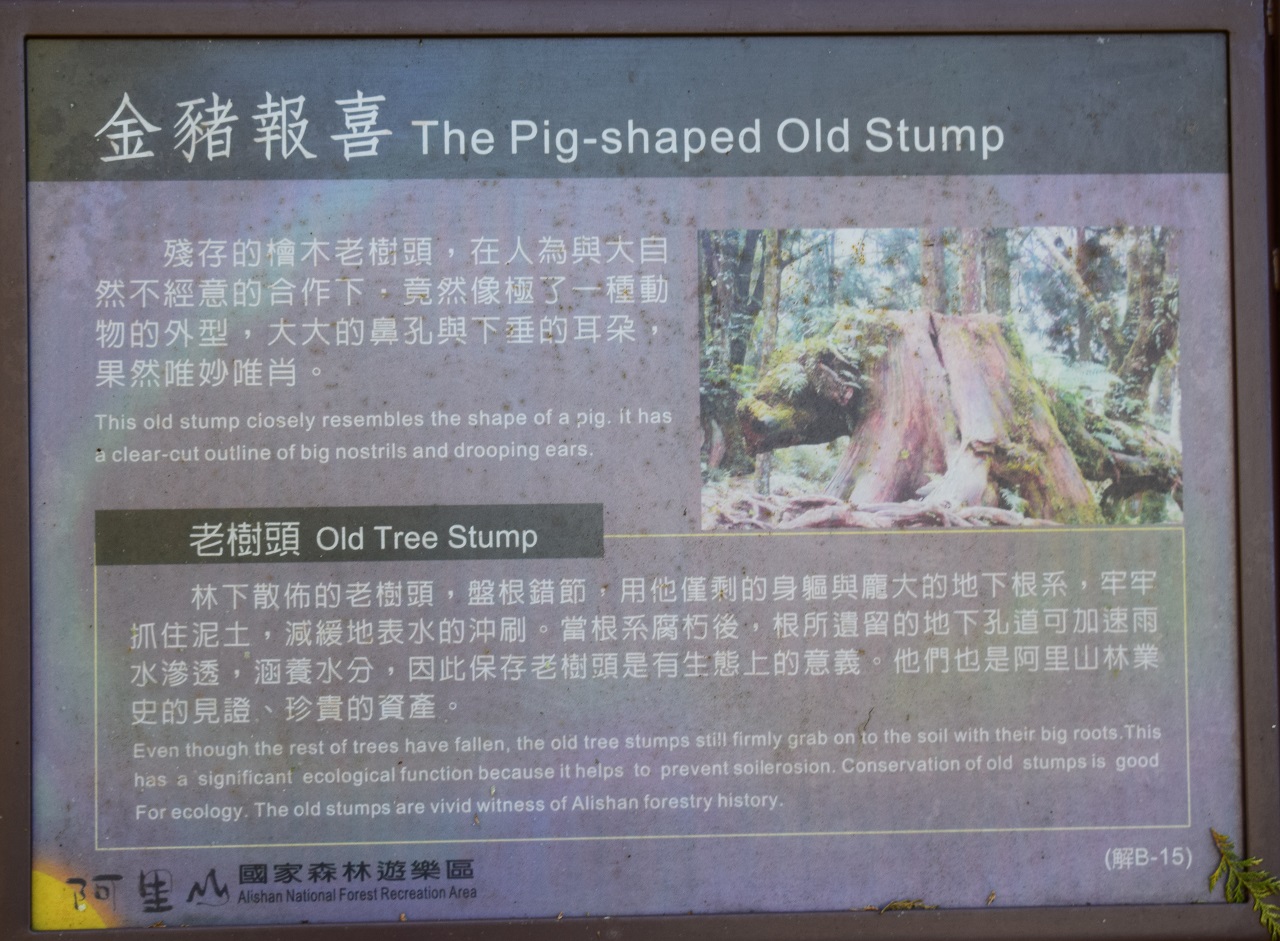 金豬報喜 The Pig-shaped Old Stump
殘存的檜木老樹頭，在人為與大自
然不經意的合作下，竟然像極了一種動
物的外型，大大的鼻孔與下垂的耳朶，
果然唯妙唯肖。
This old stump closely resembles the shape of a pig. it has
a clear-cut outline of big nostrils and drooping ears.
老樹頭 Old Tree Stump
林下散佈的老樹頭，盤根錯節，用他僅剩的身軀與龐大的地下根系，牢牢
抓住泥土，減緩地表水的沖刷。當根系腐朽後，根所遺留的地下孔道可加速雨
水滲透，涵養水分，因此保存老樹頭是有生態上的意義。他們也是阿里山林業
史的見證、珍貴的資產。
Even though the rest of trees have fallen, the old tree stumps still firmly grab on to the soil with their big roots.This
has a significant ecological function because it helps to prevent soilerosion. Conservation of old stumps is good
For ecology. The old stumps are vivid witness of Alishan forestry history.
(解B-15)
阿里山 國家森林遊樂區
Alishan National Forest Recreation Area